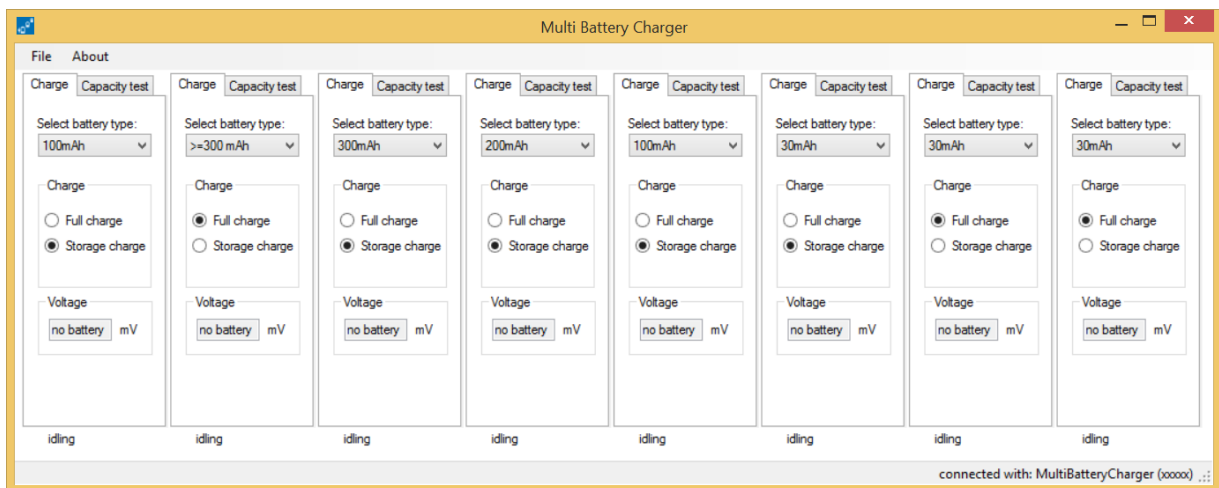 Multi Battery Charger
File About
Charge Capacity test Charge Capacity test Charge Capacity test Charge Capacity test Charge Capacity test Charge Capacity test Charge Capacity test Charge Capacity test
Select battery type: Select battery type: Select battery type: Select battery type: Select battery type: Select battery type: Select battery type: Select battery type:
100mAh >=300 mAh 300mAh 200mAh 100mAh 30mAh 30mAh 30mAh
Charge Charge Charge Charge Charge Charge Charge Charge
Full charge Full charge Full charge Full charge Full charge Full charge Full charge Full charge
Storage charge Storage charge Storage charge Storage charge Storage charge Storage charge Storage charge Storage charge
Voltage Voltage Voltage Voltage Voltage Voltage Voltage Voltage
no battery mV no battery mV no battery mV no battery mV no battery mV no battery mV no battery mV no battery mV
idling idling idling idling idling idling idling idling
connected with: MultiBatteryCharger (xxxxx)